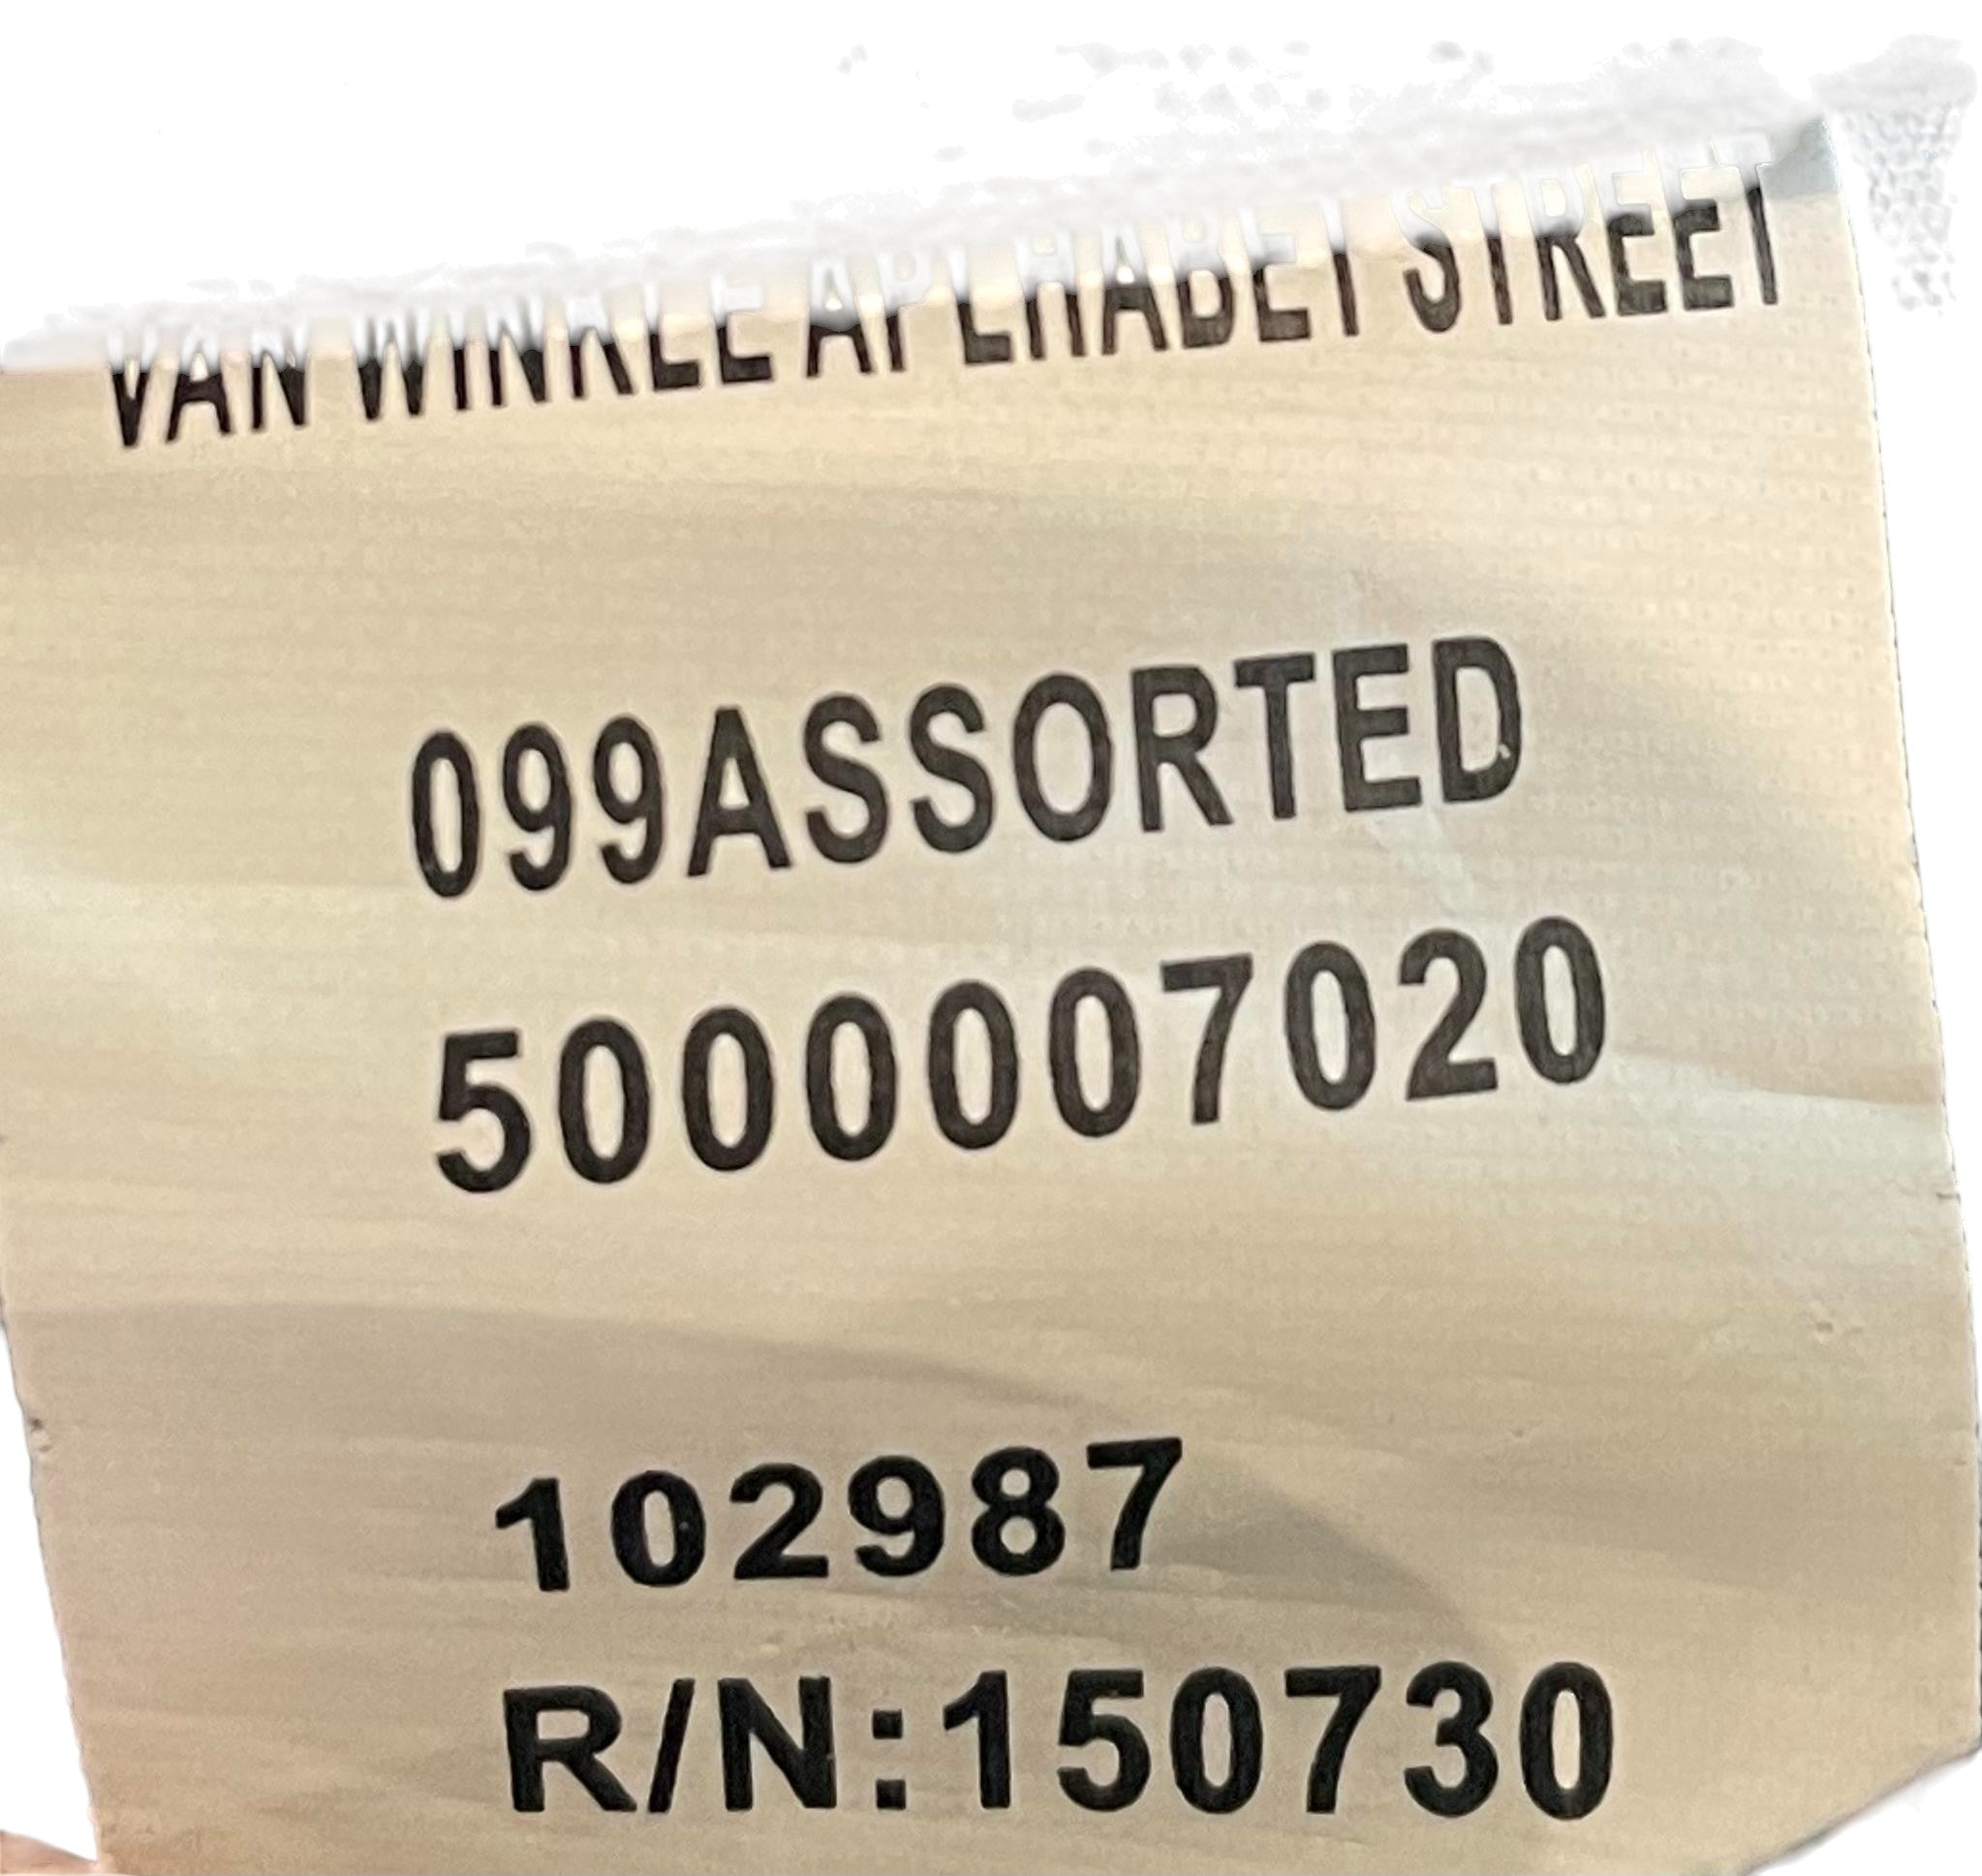 VAN WINKLE APLHABET STREET
099ASSORTED
5000007020
102987
R/N:150730